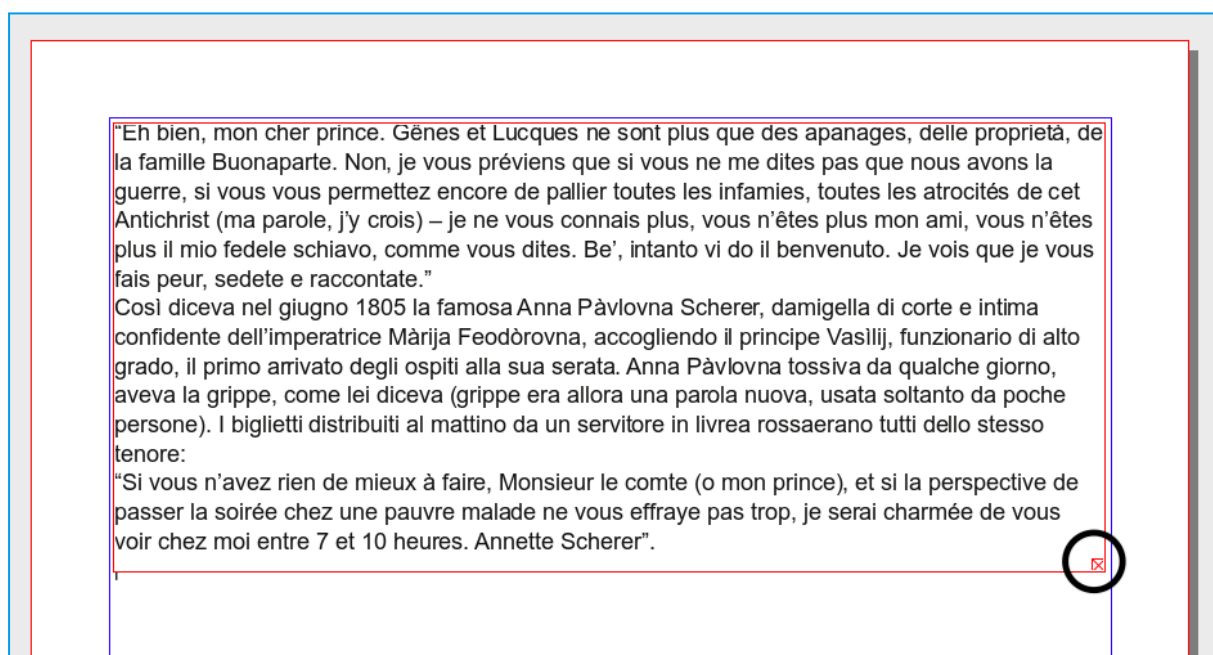 “Eh bien, mon cher prince. Gênes et Lucques ne sont plus que des apanages, delle proprietà, de
la famille Buonaparte. Non, je vous préviens que si vous ne me dites pas que nous avons la
guerre, si vous vous permettez encore de pallier toutes les infamies, toutes les atrocités de cet
Antichrist (ma parole, j’y crois) – je ne vous connais plus, vous n’êtes plus mon ami, vous n’êtes
plus il mio fedele schiavo, comme vous dites. Be’, intanto vi do il benvenuto. Je vois que je vous
fais peur, sedete e raccontate.”
Così diceva nel giugno 1805 la famosa Anna Pàvlovna Scherer, damigella di corte e intima
confidente dell’imperatrice Màrija Feodòrovna, accogliendo il principe Vasìlij, funzionario di alto
grado, il primo arrivato degli ospiti alla sua serata. Anna Pàvlovna tossiva da qualche giorno,
aveva la grippe, come lei diceva (grippe era allora una parola nuova, usata soltanto da poche
persone). I biglietti distribuiti al mattino da un servitore in livrea rossaerano tutti dello stesso
tenore:
“Si vous n’avez rien de mieux à faire, Monsieur le comte (o mon prince), et si la perspective de
passer la soirée chez une pauvre malade ne vous effraye pas trop, je serai charmée de vous
voir chez moi entre 7 et 10 heures. Annette Scherer”.